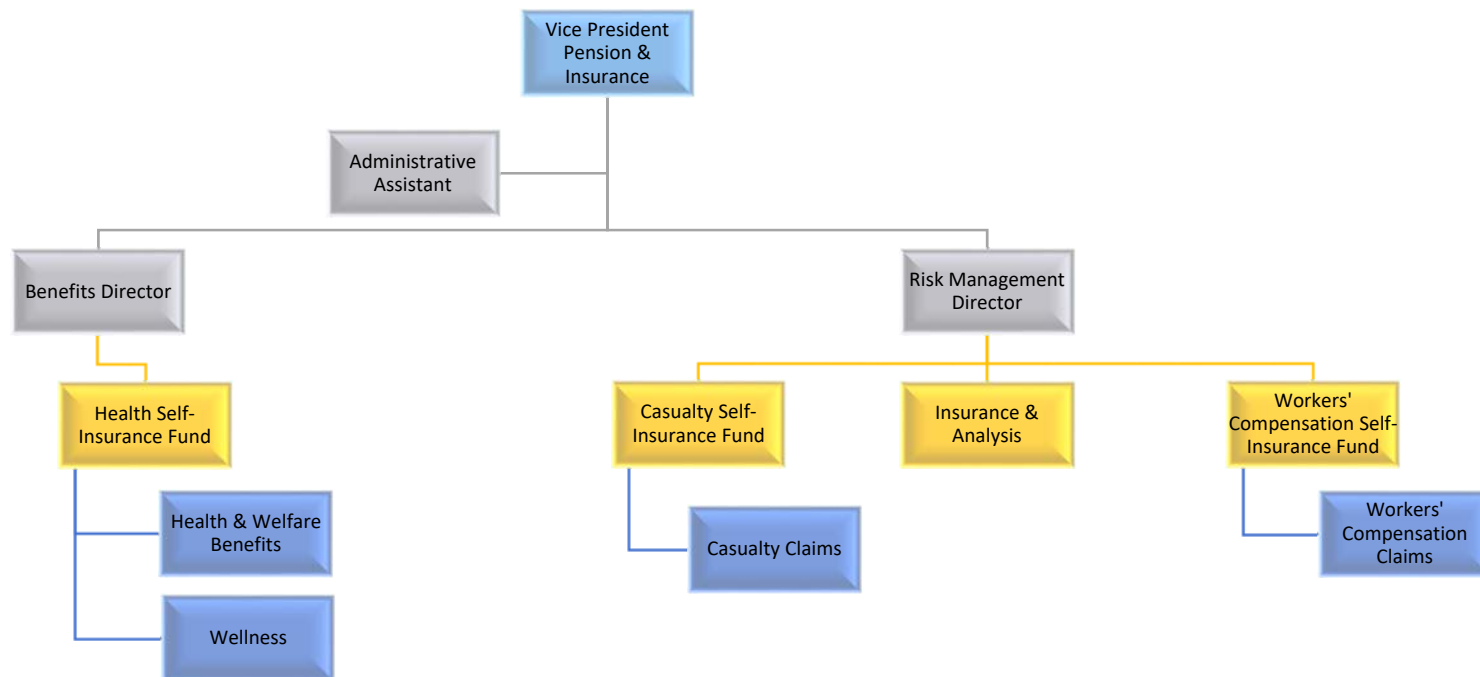 Vice President
Pension &
Insurance
Administrative
Assistant
Benefits Director
Risk Management
Director
Health Self-
Insurance Fund
Casualty Self-
Insurance Fund
Insurance &
Analysis
Workers'
Compensation Self-
Insurance Fund
Health & Welfare
Benefits
Casualty Claims
Workers'
Compensation
Claims
Wellness